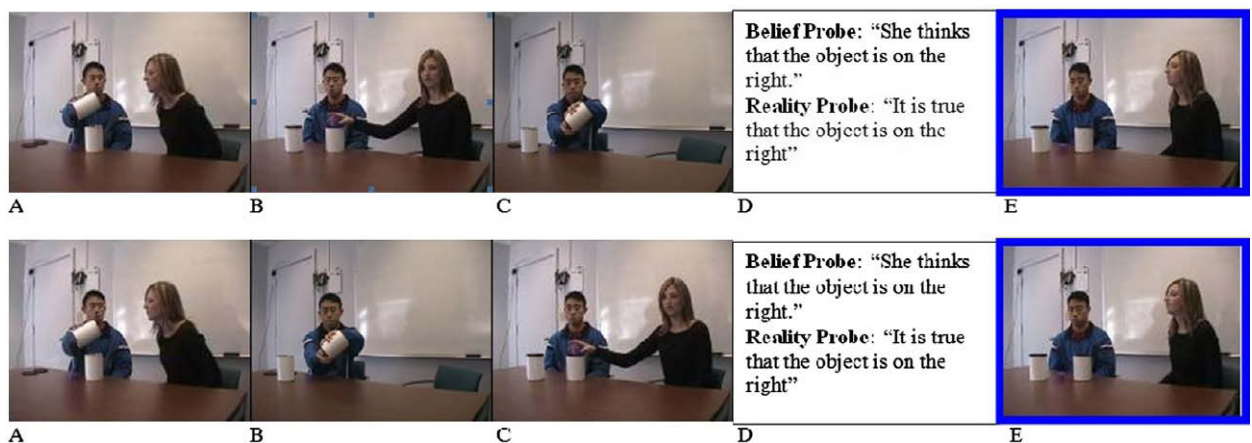 Belief Probe: “She thinks
that the object is on the
right.”
Reality Probe: “It is true
that the object is on the
right”
A
B
C
D
E
Belief Probe: “She thinks
that the object is on the
right.”
Reality Probe: “It is true
that the object is on the
right”
A
B
C
D
E